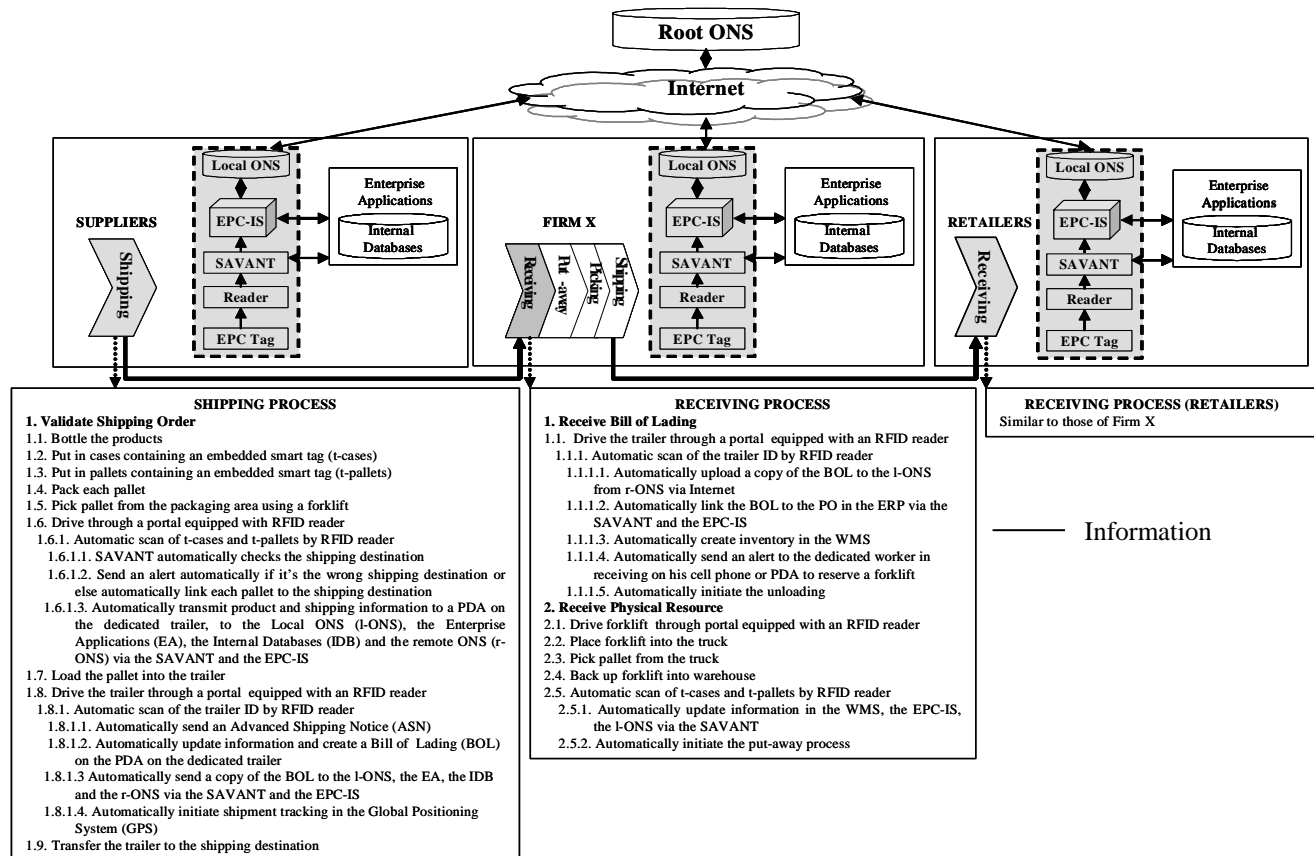 Root ONS
Internet
SUPPLIERS
Shipping
Local ONS
EPC-IS
SAVANT
Reader
EPC Tag
Enterprise
Applications
Internal
Databases
FIRM X
Receiving
Put -away
Picking
Shipping
Local ONS
EPC-IS
SAVANT
Reader
EPC Tag
Enterprise
Applications
Internal
Databases
RETAILERS
Receiving
Local ONS
EPC-IS
SAVANT
Reader
EPC Tag
Enterprise
Applications
Internal
Databases
SHIPPING PROCESS
1. Validate Shipping Order
1.1. Bottle the products
1.2. Put in cases containing an embedded smart tag (t-cases)
1.3. Put in pallets containing an embedded smart tag (t-pallets)
1.4. Pack each pallet
1.5. Pick pallet from the packaging area using a forklift
1.6. Drive through a portal equipped with RFID reader
1.6.1. Automatic scan of t-cases and t-pallets by RFID reader
1.6.1.1. SAVANT automatically checks the shipping destination
1.6.1.2. Send an alert automatically if it's the wrong shipping destination or
else automatically link each pallet to the shipping destination
1.6.1.3. Automatically transmit product and shipping information to a PDA on
the dedicated trailer, to the Local ONS (l-ONS), the Enterprise
Applications (EA), the Internal Databases (IDB) and the remote ONS (r-
ONS) via the SAVANT and the EPC-IS
1.7. Load the pallet into the trailer
1.8. Drive the trailer through a portal equipped with an RFID reader
1.8.1. Automatic scan of the trailer ID by RFID reader
1.8.1.1. Automatically send an Advanced Shipping Notice (ASN)
1.8.1.2. Automatically update information and create a Bill of Lading (BOL)
on the PDA on the dedicated trailer
1.8.1.3 Automatically send a copy of the BOL to the l-ONS, the EA, the IDB
and the r-ONS via the SAVANT and the EPC-IS
1.8.1.4. Automatically initiate shipment tracking in the Global Positioning
System (GPS)
1.9. Transfer the trailer to the shipping destination
RECEIVING PROCESS
1. Receive Bill of Lading
1.1. Drive the trailer through a portal equipped with an RFID reader
1.1.1. Automatic scan of the trailer ID by RFID reader
1.1.1.1. Automatically upload a copy of the BOL to the l-ONS
from r-ONS via Internet
1.1.1.2. Automatically link the BOL to the PO in the ERP via the
SAVANT and the EPC-IS
1.1.1.3. Automatically create inventory in the WMS
1.1.1.4. Automatically send an alert to the dedicated worker in
receiving on his cell phone or PDA to reserve a forklift
1.1.1.5. Automatically initiate the unloading
2. Receive Physical Resource
2.1. Drive forklift through portal equipped with an RFID reader
2.2. Place forklift into the truck
2.3. Pick pallet from the truck
2.4. Back up forklift into warehouse
2.5. Automatic scan of t-cases and t-pallets by RFID reader
2.5.1. Automatically update information in the WMS, the EPC-IS,
the l-ONS via the SAVANT
2.5.2. Automatically initiate the put-away process
RECEIVING PROCESS (RETAILERS)
Similar to those of Firm X
Information